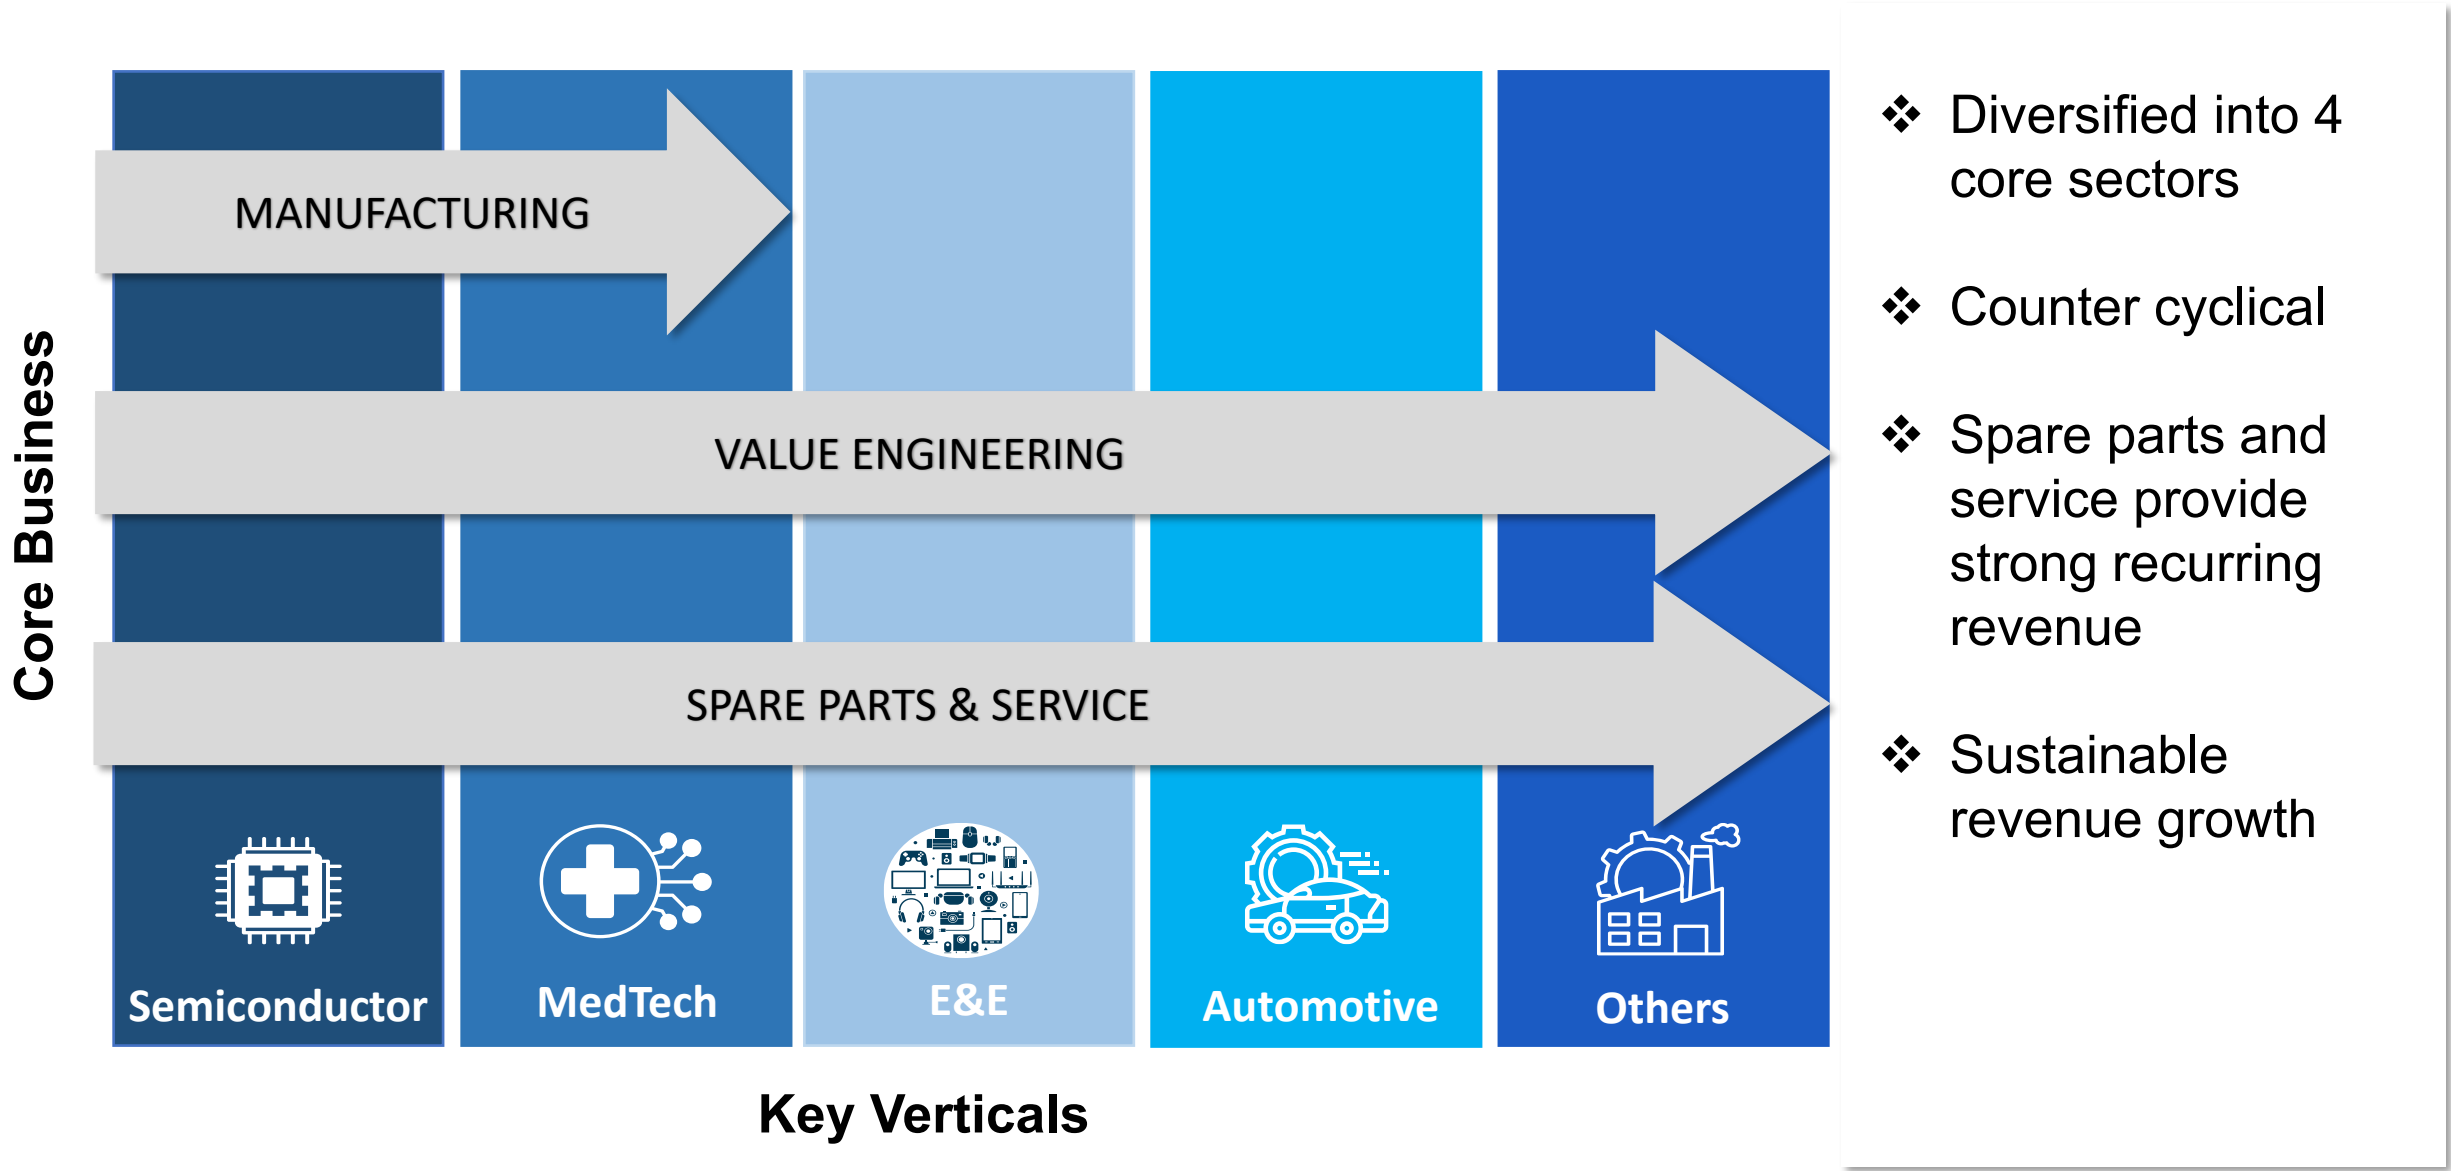 Core Business
MANUFACTURING
VALUE ENGINEERING
SPARE PARTS & SERVICE
Semiconductor
MedTech
E&E
Automotive
Others
Key Verticals
❖ Diversified into 4
core sectors
❖ Counter cyclical
❖ Spare parts and
service provide
strong recurring
revenue
❖ Sustainable
revenue growth